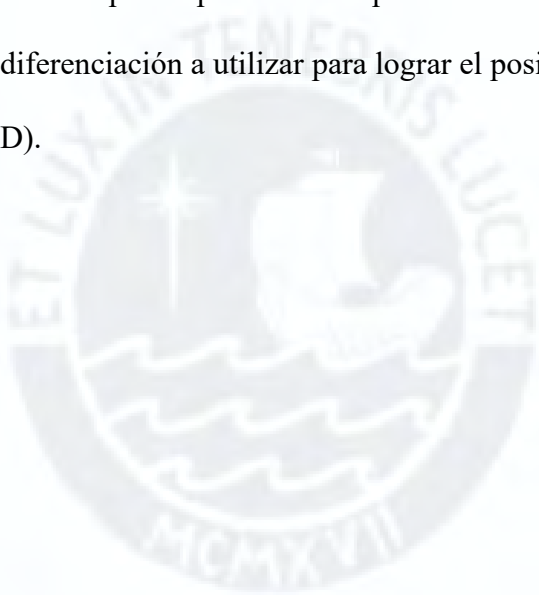 diferenciación a utilizar para lograr el posi
D).
ET LUX IN TENEBRIS LUCET
MCMXVII